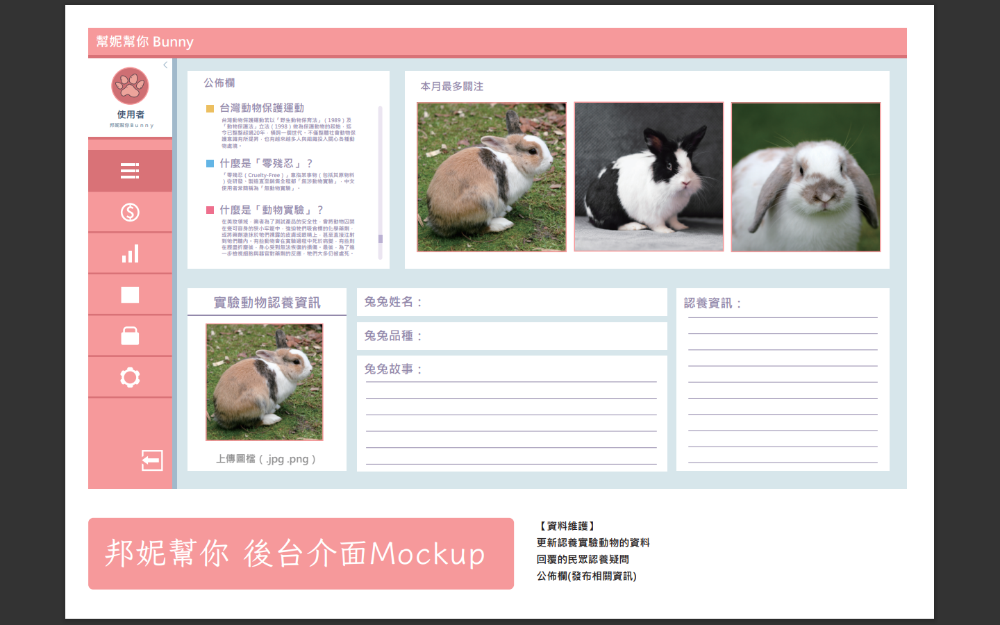 幫妮幫你 Bunny
使用者
邦妮幫你Bunny
公佈欄
台灣動物保護運動
台灣動物保護運動若以「野生動物保育法」(1989)及
「動物保護法」立法(1998)做為保護動物的起始，迄
今已整整超過20年，橫跨一個世代。不僅整體社會動物保
護意識有所提昇，也有越來越多人與組織投入關心各種動
物處境。
什麼是「零殘忍」？
「零殘忍(Cruelty-Free)」意指某事物(包括其原物料
)從研發、製造直至銷售全程都「無涉動物實驗」，中文
使用者常簡稱為「無動物實驗」。
什麼是「動物實驗」？
在美妝領域，業者為了測試產品的安全性，會將動物囚禁
在幾可容身的狹小牢籠中，強迫牠們吸食標的化學藥劑，
或將藥劑塗抹於牠們裸露的皮膚或眼睛上，甚至直接注射
到牠們體內。有些動物會在實驗過程中死於病變，有些則
在歷盡折磨後，身心受到無法恢復的損傷。最後，為了進
一步檢視細胞與器官對藥劑的反應，牠們大多仍被處死。
本月最多關注
實驗動物認養資訊
上傳圖檔(.jpg .png)
兔兔姓名：
兔兔品種：
兔兔故事：
認養資訊：
邦妮幫你 後台介面Mockup
【資料維護】
更新認養實驗動物的資料
回覆的民眾認養疑問
公佈欄(發布相關資訊)